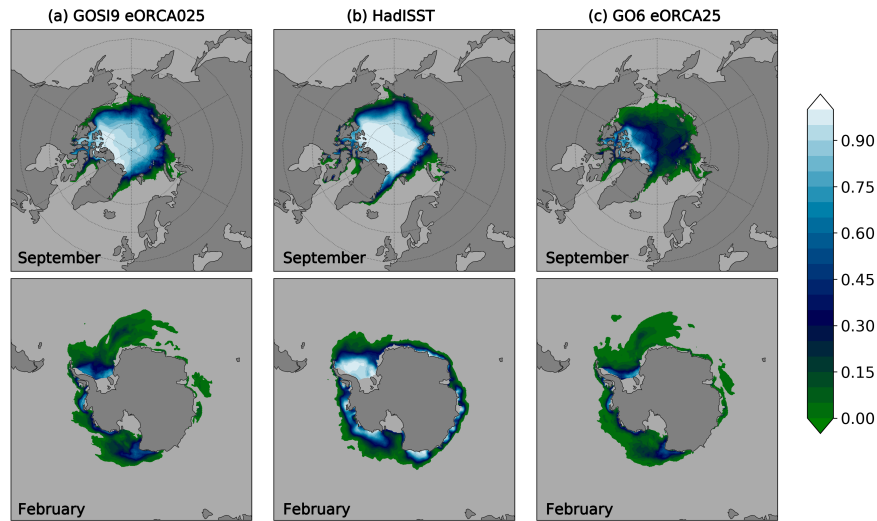 (a) GOSI9 eORCA025
(b) HadISST
(c) GO6 eORCA25
September
September
September
0.90
0.75
0.60
0.45
0.30
0.15
0.00
February
February
February